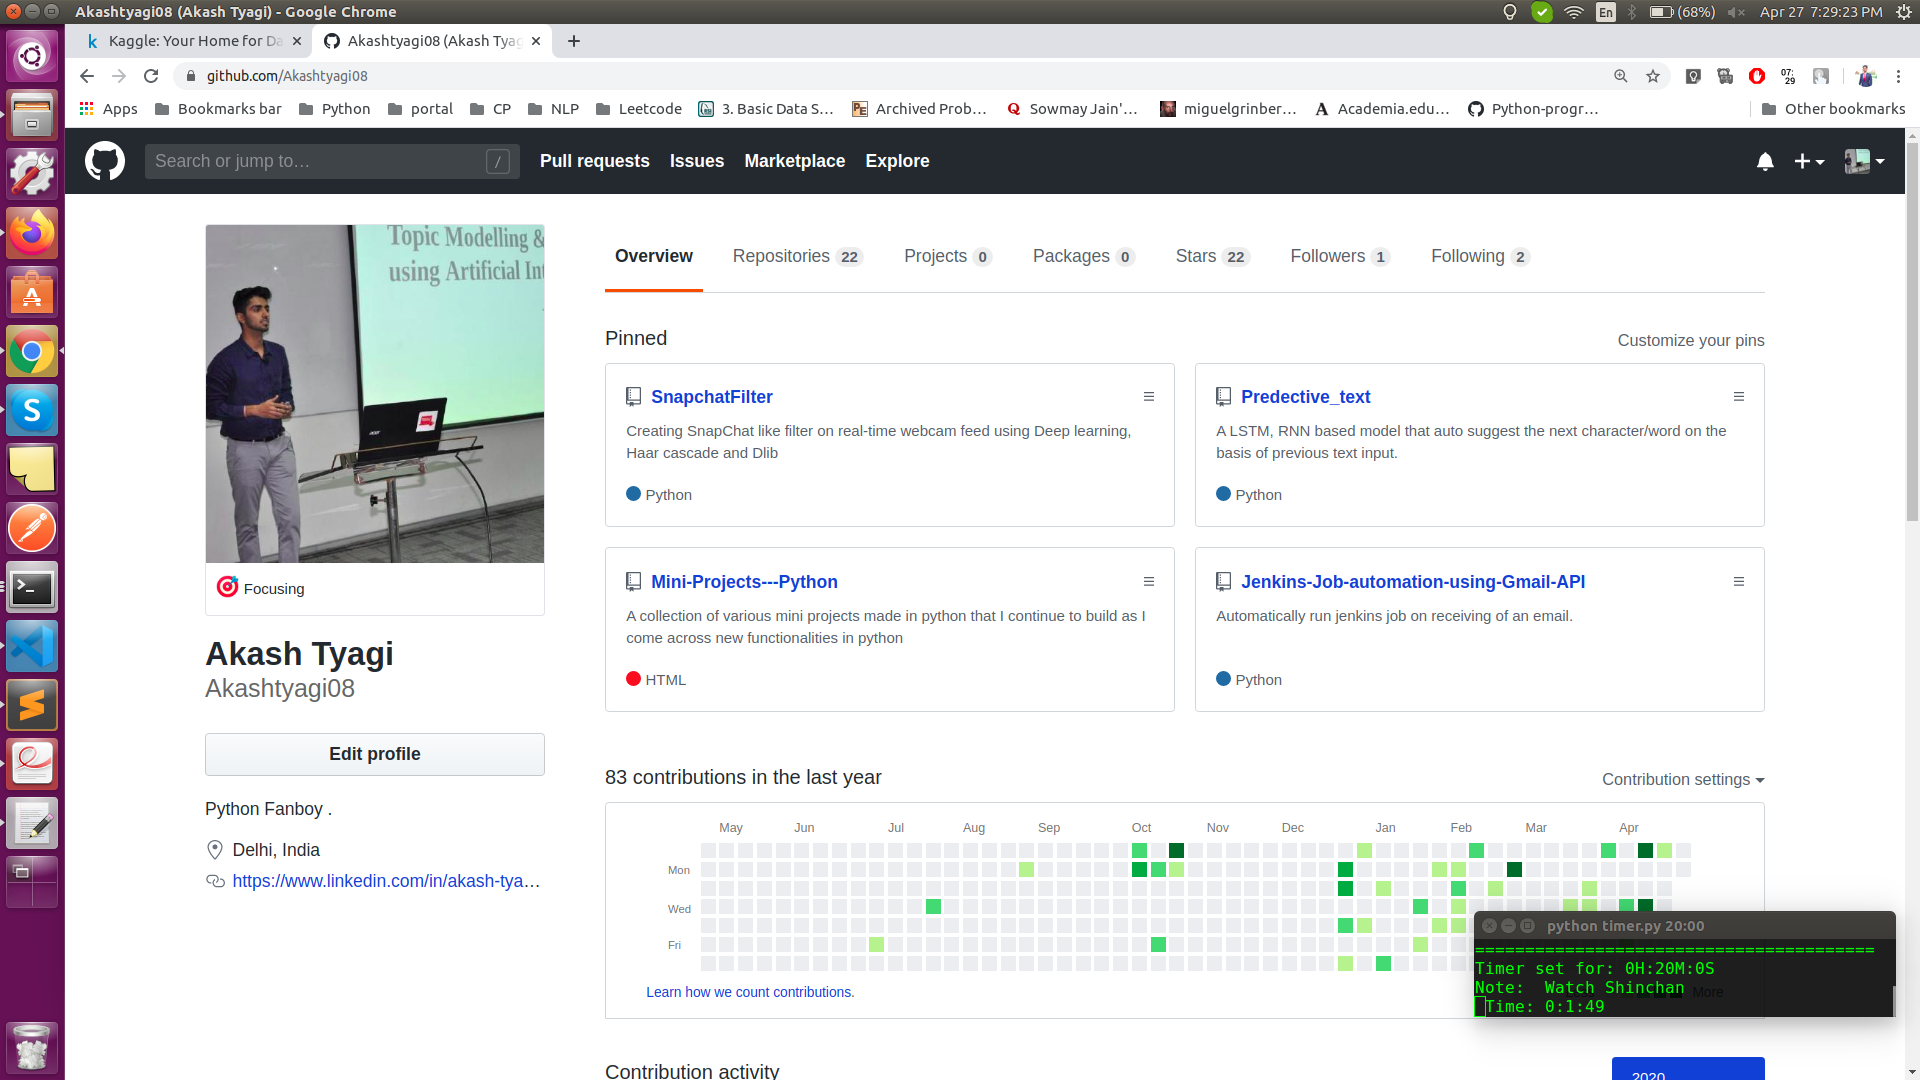 Akashtyagi08 (Akash Tyagi) - Google Chrome
En
(68%)
Apr 27 7:29:23 PM
Kaggle: Your Home for Da
Akashtyagi08 (Akash Tyag
github.com/Akashtyagi08
07:
29
Apps
Bookmarks bar
Python
portal
CP
NLP
Leetcode
3. Basic Data S...
Archived Prob...
Sowmay Jain'...
miguelgrinber...
Academia.edu...
Python-progr...
Other bookmarks
Search or jump to...
/
Pull requests
Issues
Marketplace
Explore
Topic Modelling &
using Artificial Int
acer
Focusing
Akash Tyagi
Akashtyagi08
Edit profile
Python Fanboy .
Delhi, India
https://www.linkedin.com/in/akash-tya...
Overview
Repositories 22
Projects 0
Packages 0
Stars 22
Followers 1
Following 2
Pinned
Customize your pins
SnapchatFilter
Creating SnapChat like filter on real-time webcam feed using Deep learning,
Haar cascade and Dlib
Python
Predective_text
A LSTM, RNN based model that auto suggest the next character/word on the
basis of previous text input.
Python
Mini-Projects---Python
A collection of various mini projects made in python that I continue to build as I
come across new functionalities in python
HTML
Jenkins-Job-automation-using-Gmail-API
Automatically run jenkins job on receiving of an email.
Python
83 contributions in the last year
Contribution settings
May Jun Jul Aug Sep Oct Nov Dec Jan Feb Mar Apr
Mon
Wed
Fri
Learn how we count contributions.
More
python timer.py 20:00
========================================
Timer set for: 0H:20M:0S
Note: Watch Shinchan
Time: 0:1:49
Contribution activity
2020